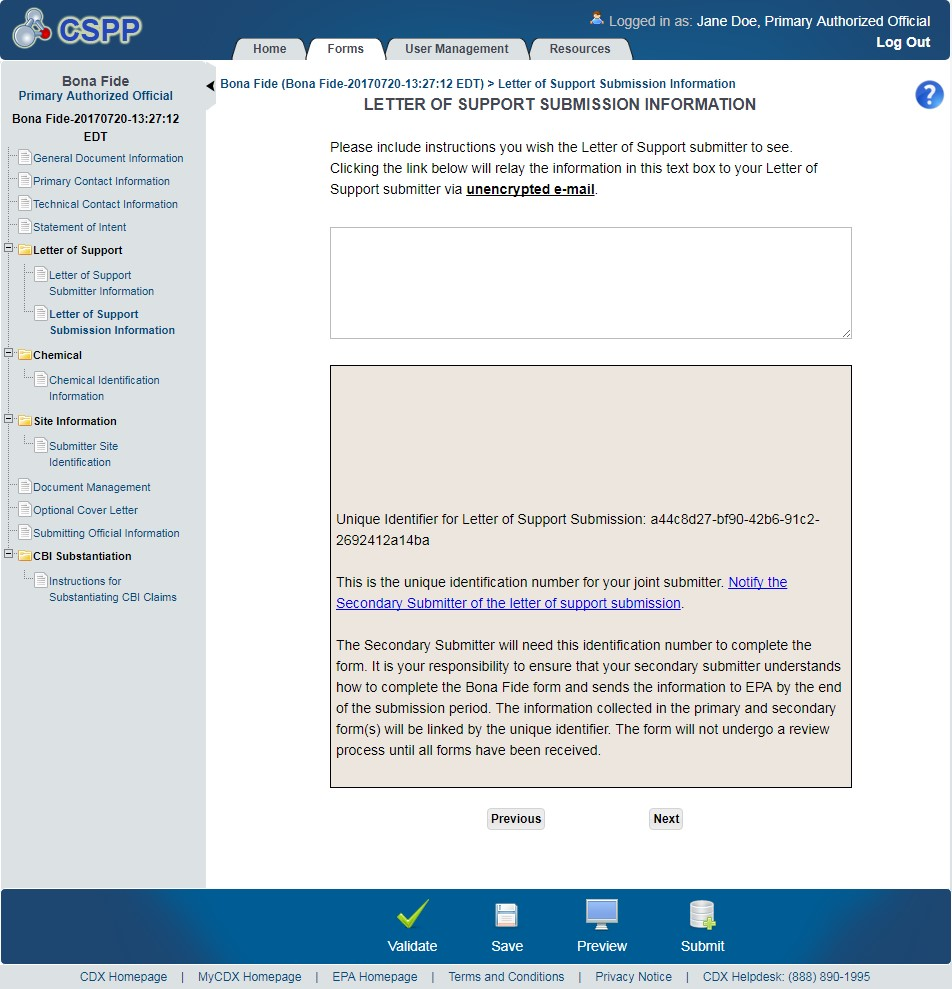 CSPP
Logged in as: Jane Doe, Primary Authorized Official
Log Out
Home
Forms
User Management
Resources
Bona Fide
Primary Authorized Official
Bona Fide-20170720-13:27:12
EDT
General Document Information
Primary Contact Information
Technical Contact Information
Statement of Intent
Letter of Support
Letter of Support
Submitter Information
Letter of Support
Submission Information
Chemical
Chemical Identification
Information
Site Information
Submitter Site
Identification
Document Management
Optional Cover Letter
Submitting Official Information
CBI Substantiation
Instructions for
Substantiating CBI Claims
Bona Fide (Bona Fide-20170720-13:27:12 EDT) > Letter of Support Submission Information
LETTER OF SUPPORT SUBMISSION INFORMATION
?
Please include instructions you wish the Letter of Support submitter to see.
Clicking the link below will relay the information in this text box to your Letter of
Support submitter via unencrypted e-mail.
Unique Identifier for Letter of Support Submission: a44c8d27-bf90-42b6-91c2-
2692412a14ba
This is the unique identification number for your joint submitter. Notify the
Secondary Submitter of the letter of support submission.
The Secondary Submitter will need this identification number to complete the
form. It is your responsibility to ensure that your secondary submitter understands
how to complete the Bona Fide form and sends the information to EPA by the end
of the submission period. The information collected in the primary and secondary
form(s) will be linked by the unique identifier. The form will not undergo a review
process until all forms have been received.
Previous
Next
Validate
Save
Preview
Submit
CDX Homepage | MyCDX Homepage | EPA Homepage | Terms and Conditions | Privacy Notice | CDX Helpdesk: (888) 890-1995